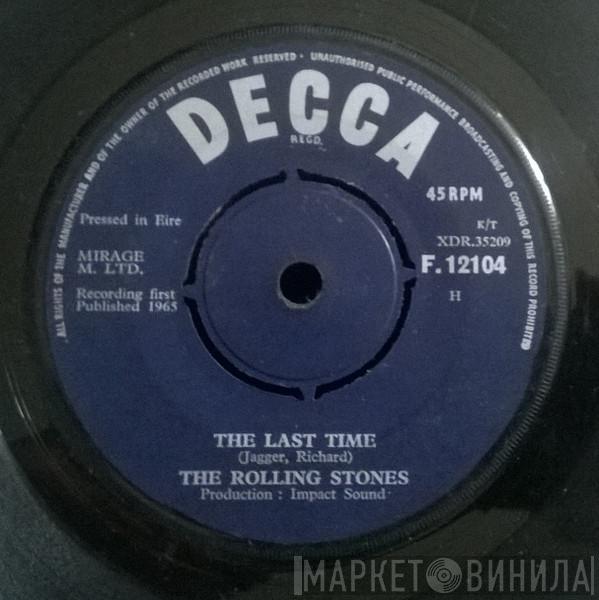 ALL RIGHTS OF THE MANUFACTURER AND OF THE OWNER OF THE RECORDED WORK RESERVED · UNAUTHORISED PUBLIC PERFORMANCE BROADCASTING AND COPYING OF THIS RECORD PROHIBITED
DECCA
REGD.
45 RPM
Pressed in Eire
K/T
XDR.35209
MIRAGE
M. LTD.
F.12104
Recording first
Published 1965
H
THE LAST TIME
(Jagger, Richard)
THE ROLLING STONES
Production : Impact Sound
МАРКЕТ ВИНИЛА